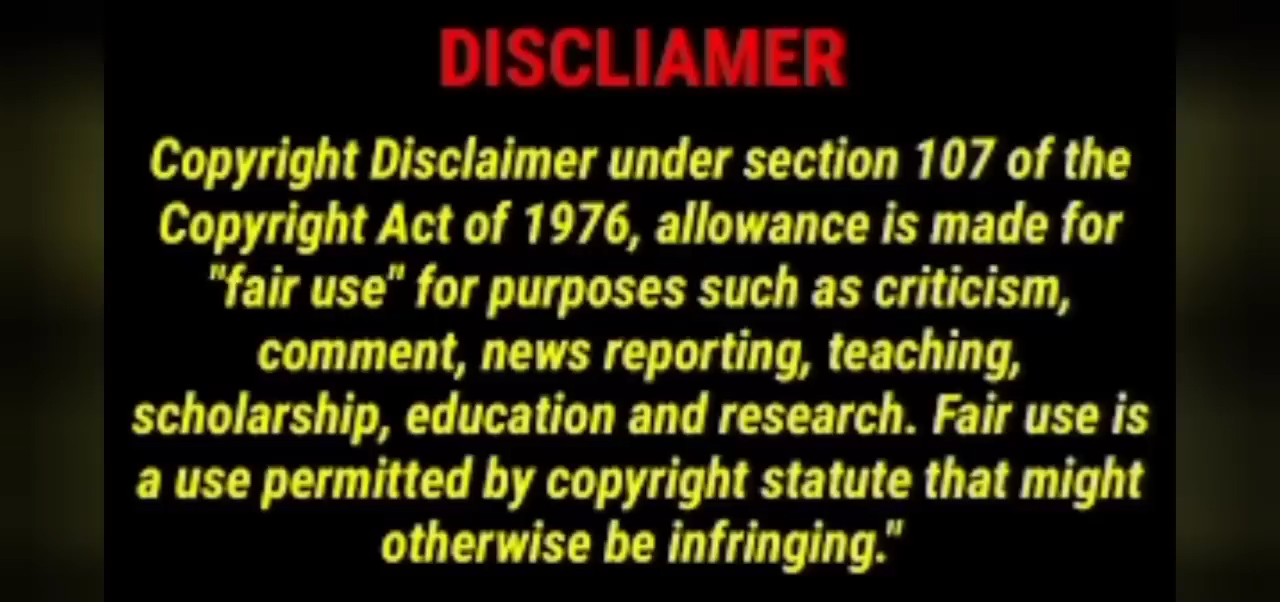 DISCLIAMER
Copyright Disclaimer under section 107 of the
Copyright Act of 1976, allowance is made for
"fair use" for purposes such as criticism,
comment, news reporting, teaching,
scholarship, education and research. Fair use is
a use permitted by copyright statute that might
otherwise be infringing."